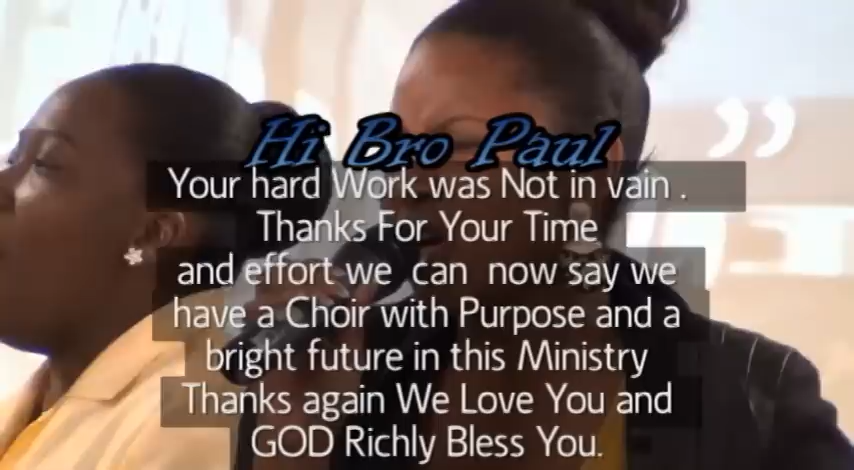 Hi Bro Paul
Your hard Work was Not in vain .
Thanks For Your Time
and effort we can now say we
have a Choir with Purpose and a
bright future in this Ministry
Thanks again We Love You and
GOD Richly Bless You.
”